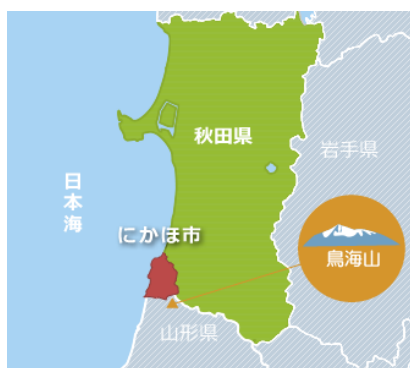 秋田県
岩手県
日本海
にかほ市
鳥海山
山形県